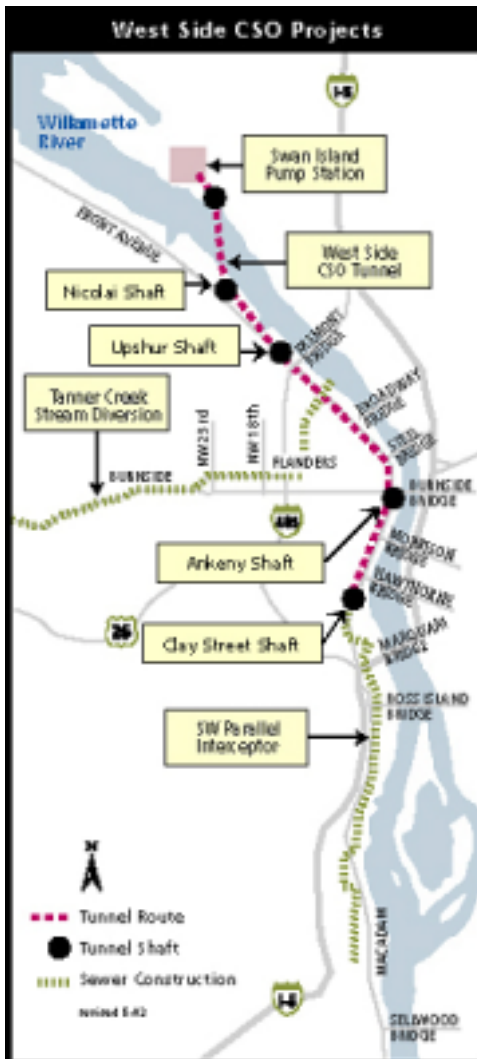 West Side CSO Projects
I-5
Willamette
River
Swan Island
Pump Station
FRONT AVENUE
West Side
CSO Tunnel
Nicolai Shaft
Upshur Shaft
FREMONT
BRIDGE
Tanner Creek
Stream Diversion
BROADWAY
BRIDGE
STEEL
BRIDGE
NW 23rd
NW 18th
FLANDERS
BURNSIDE
BURNSIDE
BRIDGE
405
MORRISON
BRIDGE
Ankeny Shaft
HAWTHORNE
BRIDGE
26
Clay Street Shaft
MARQUAM
BRIDGE
ROSS ISLAND
BRIDGE
SW Parallel
Interceptor
N
Tunnel Route
Tunnel Shaft
Sewer Construction
MACADAM
I-5
revised
SELLWOOD
BRIDGE